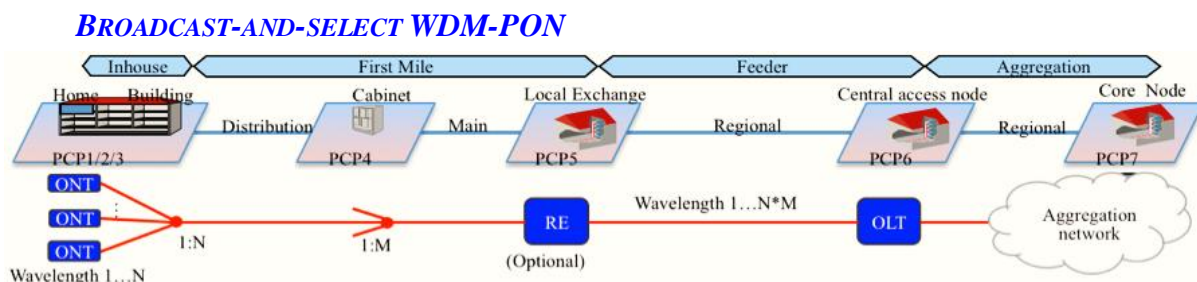 BROADCAST-AND-SELECT WDM-PON
Inhouse First Mile Feeder Aggregation
Home Building Cabinet Local Exchange Central access node Core Node
Distribution Main Regional Regional
PCP1/2/3 PCP4 PCP5 PCP6 PCP7
ONT
ONT
ONT
1:N
1:M
RE
(Optional)
Wavelength 1…N*M
OLT
Aggregation
network
Wavelength 1…N